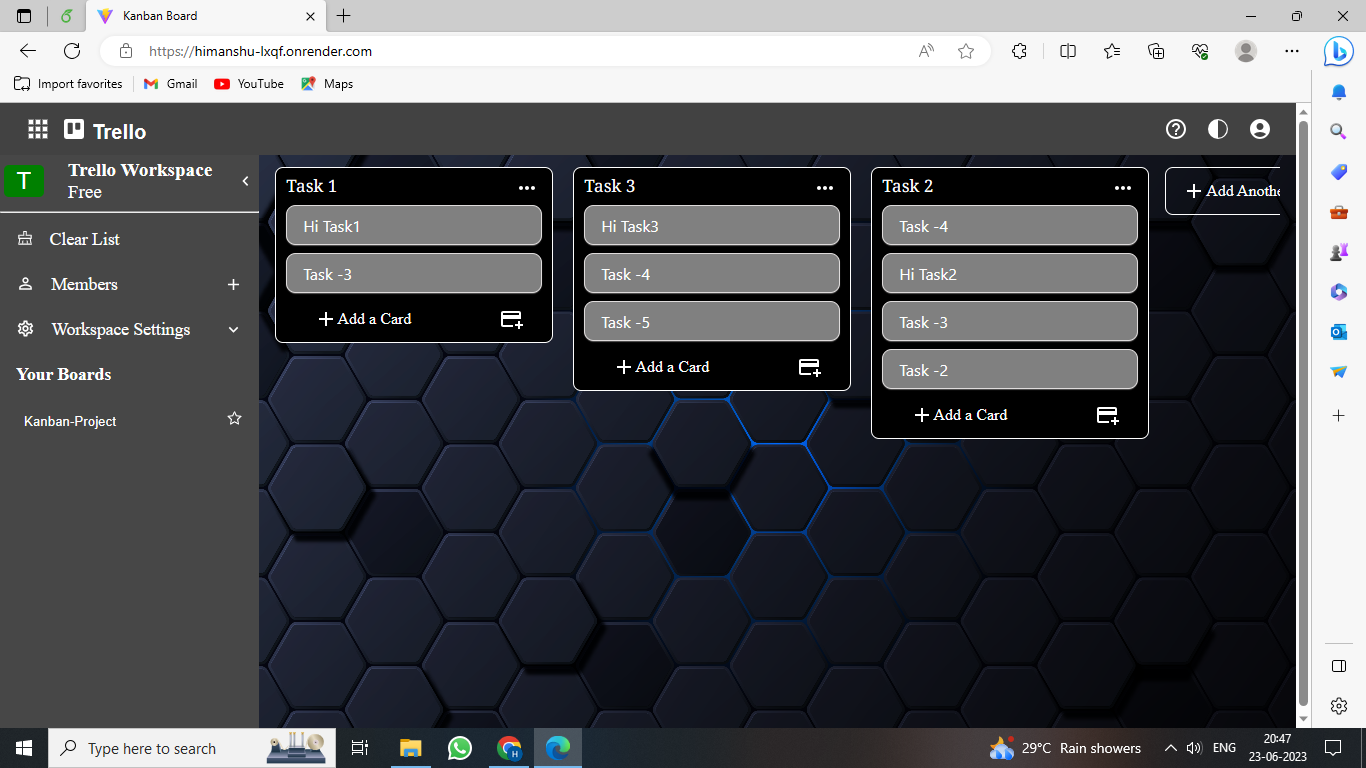 Kanban Board
https://himanshu-lxqf.onrender.com
Import favorites
Gmail
YouTube
Maps
Trello
T
Trello Workspace
Free
Clear List
Members
Workspace Settings
Your Boards
Kanban-Project
Task 1
Hi Task1
Task -3
Add a Card
Task 3
Hi Task3
Task -4
Task -5
Add a Card
Task 2
Task -4
Hi Task2
Task -3
Task -2
Add a Card
Add Anothe
Type here to search
29°C Rain showers
ENG
20:47
23-06-2023